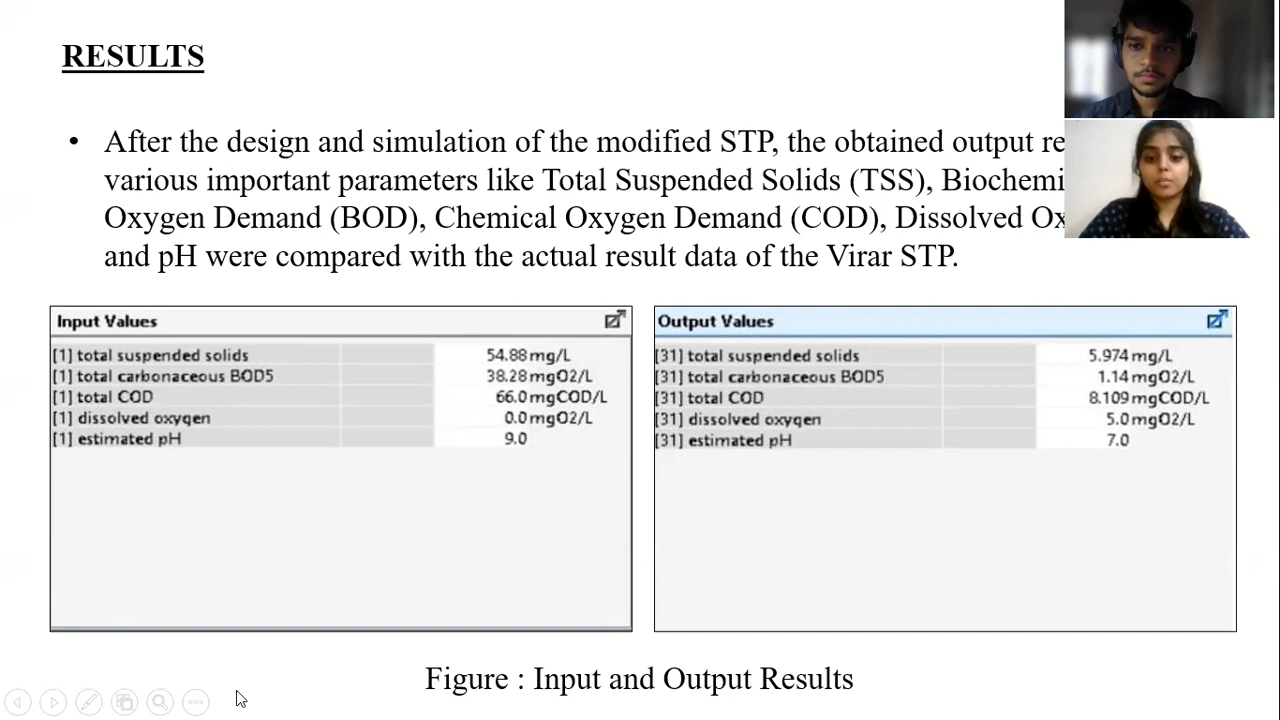 RESULTS
• After the design and simulation of the modified STP, the obtained output
various important parameters like Total Suspended Solids (TSS),
Oxygen Demand (BOD), Chemical Oxygen Demand (COD), Dissolved
and pH were compared with the actual result data of the Virar STP.
Input Values
[1] total suspended solids 54.88 mg/L
[1] total carbonaceous BOD5 38.28 mgO2/L
[1] total COD 66.0 mgCOD/L
[1] dissolved oxygen 0.0 mgO2/L
[1] estimated pH 9.0
Output Values
[31] total suspended solids 5.974 mg/L
[31] total carbonaceous BOD5 1.14 mgO2/L
[31] total COD 8.109 mgCOD/L
[31] dissolved oxygen 5.0 mgO2/L
[31] estimated pH 7.0
Figure : Input and Output Results